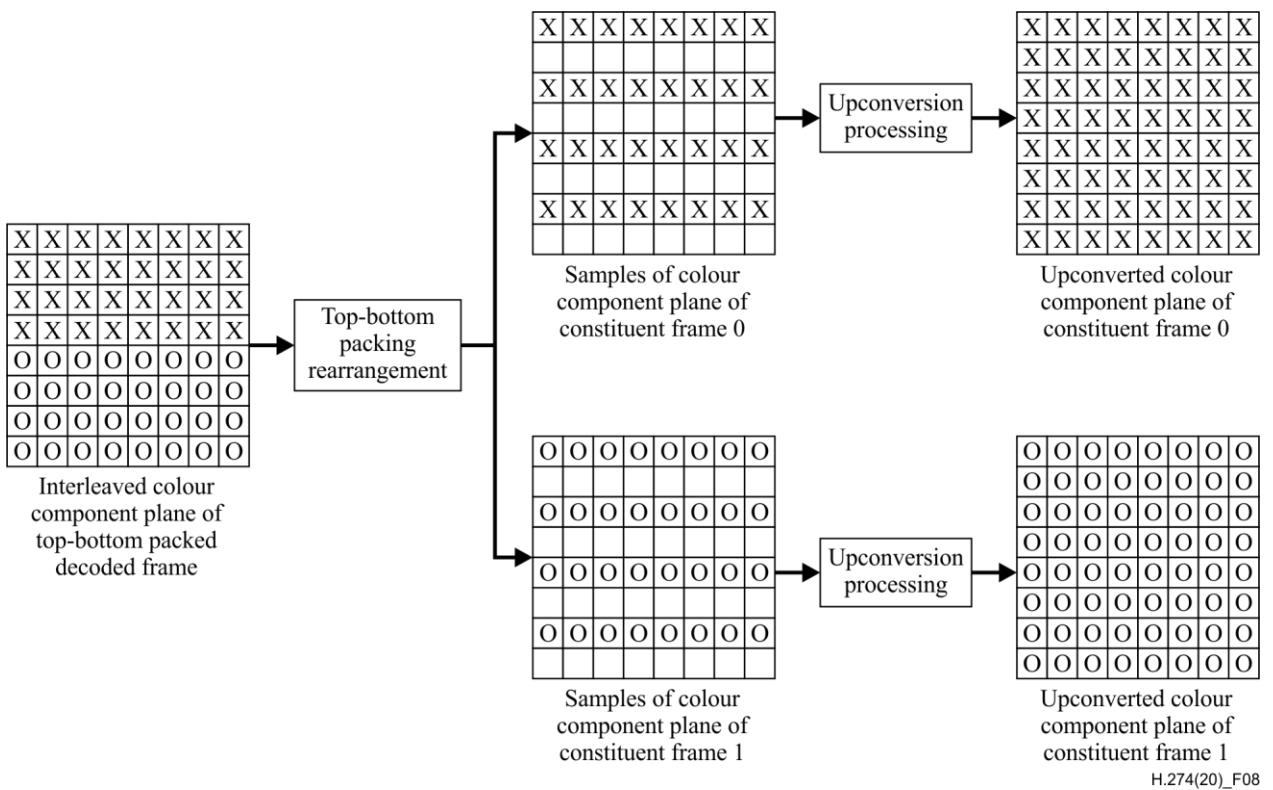 X X X X X X X X
X X X X X X X X
X X X X X X X X
X X X X X X X X
O O O O O O O O
O O O O O O O O
O O O O O O O O
O O O O O O O O
Interleaved colour
component plane of
top-bottom packed
decoded frame
Top-bottom
packing
rearrangement
X X X X X X X X
X X X X X X X X
X X X X X X X X
X X X X X X X X
Samples of colour
component plane of
constituent frame 0
Upconversion
processing
X X X X X X X X
X X X X X X X X
X X X X X X X X
X X X X X X X X
X X X X X X X X
X X X X X X X X
X X X X X X X X
X X X X X X X X
Upconverted colour
component plane of
constituent frame 0
O O O O O O O O
O O O O O O O O
O O O O O O O O
O O O O O O O O
Samples of colour
component plane of
constituent frame 1
Upconversion
processing
O O O O O O O O
O O O O O O O O
O O O O O O O O
O O O O O O O O
O O O O O O O O
O O O O O O O O
O O O O O O O O
O O O O O O O O
Upconverted colour
component plane of
constituent frame 1
H.274(20)_F08